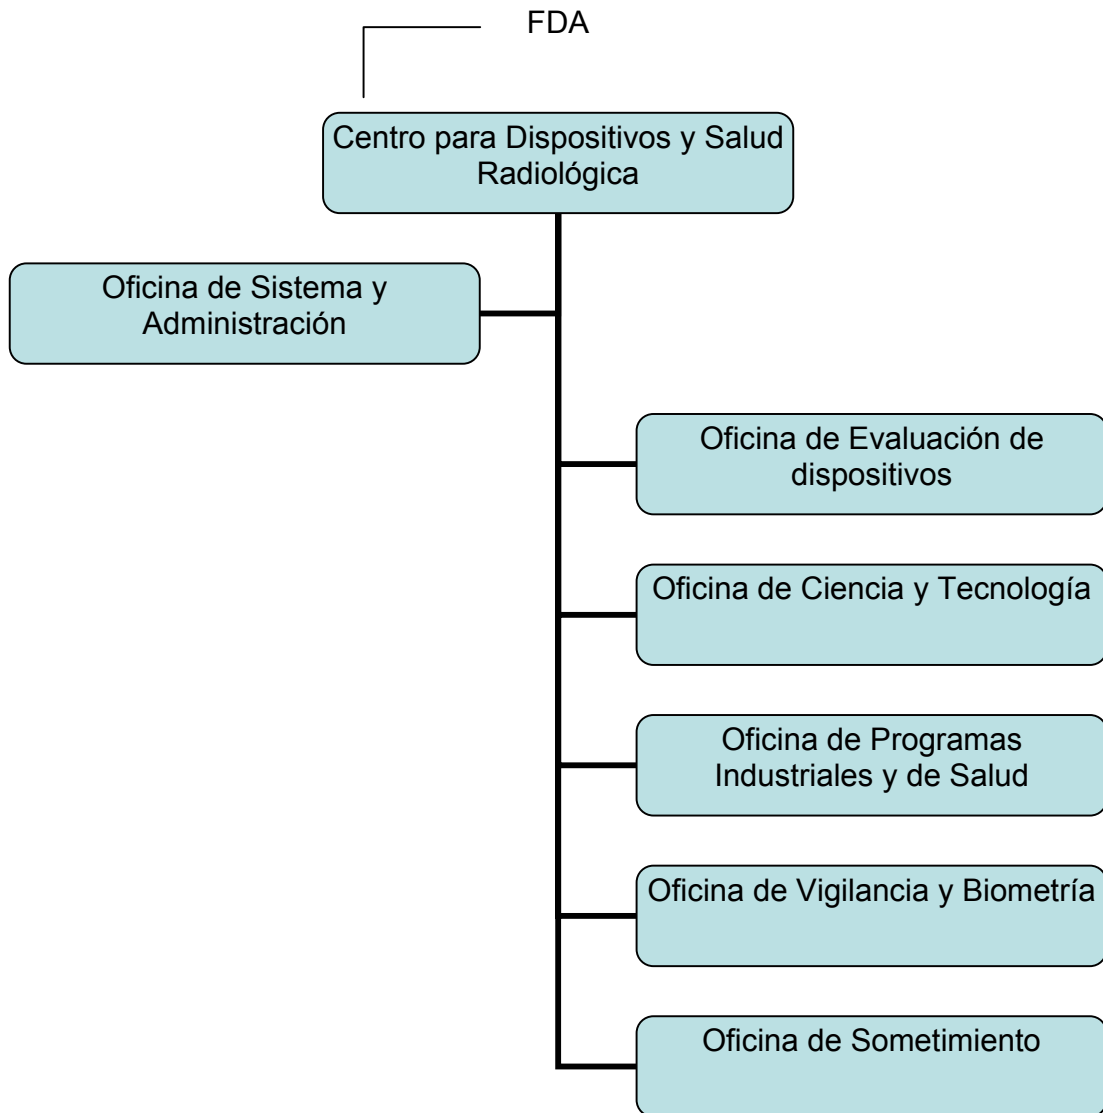 FDA
Centro para Dispositivos y Salud
Radiológica
Oficina de Sistema y
Administración
Oficina de Evaluación de
dispositivos
Oficina de Ciencia y Tecnología
Oficina de Programas
Industriales y de Salud
Oficina de Vigilancia y Biometría
Oficina de Sometimiento